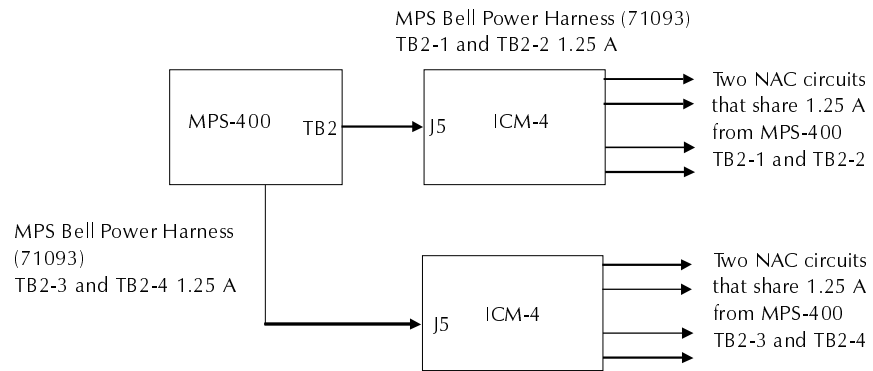 MPS Bell Power Harness (71093)
TB2-1 and TB2-2 1.25 A
MPS-400
TB2
J5
ICM-4
Two NAC circuits
that share 1.25 A
from MPS-400
TB2-1 and TB2-2
MPS Bell Power Harness
(71093)
TB2-3 and TB2-4 1.25 A
J5
ICM-4
Two NAC circuits
that share 1.25 A
from MPS-400
TB2-3 and TB2-4